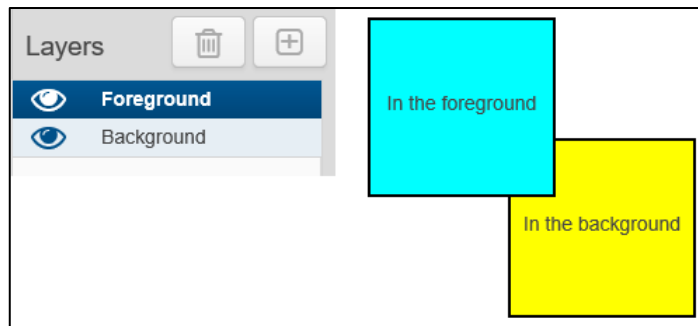 Layers
Foreground
Background
In the foreground
In the background